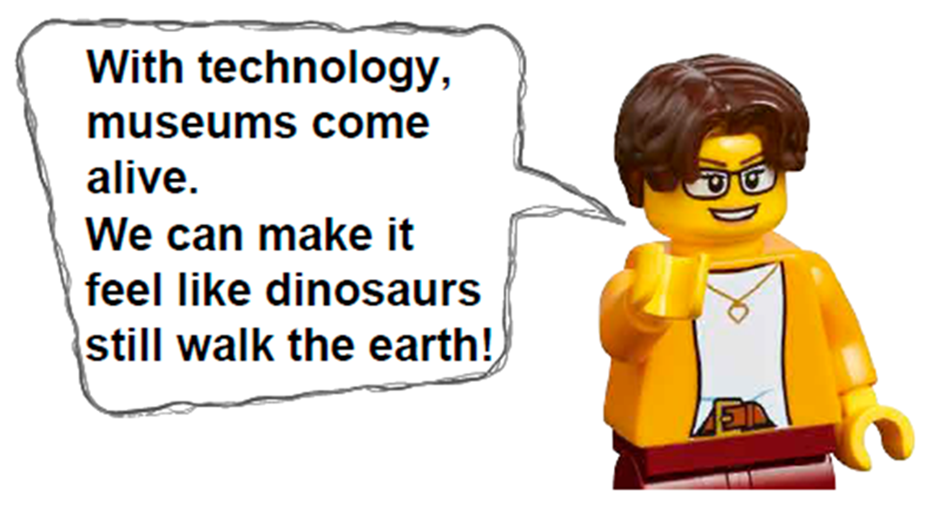 With technology,
museums come
alive.
We can make it
feel like dinosaurs
still walk the earth!